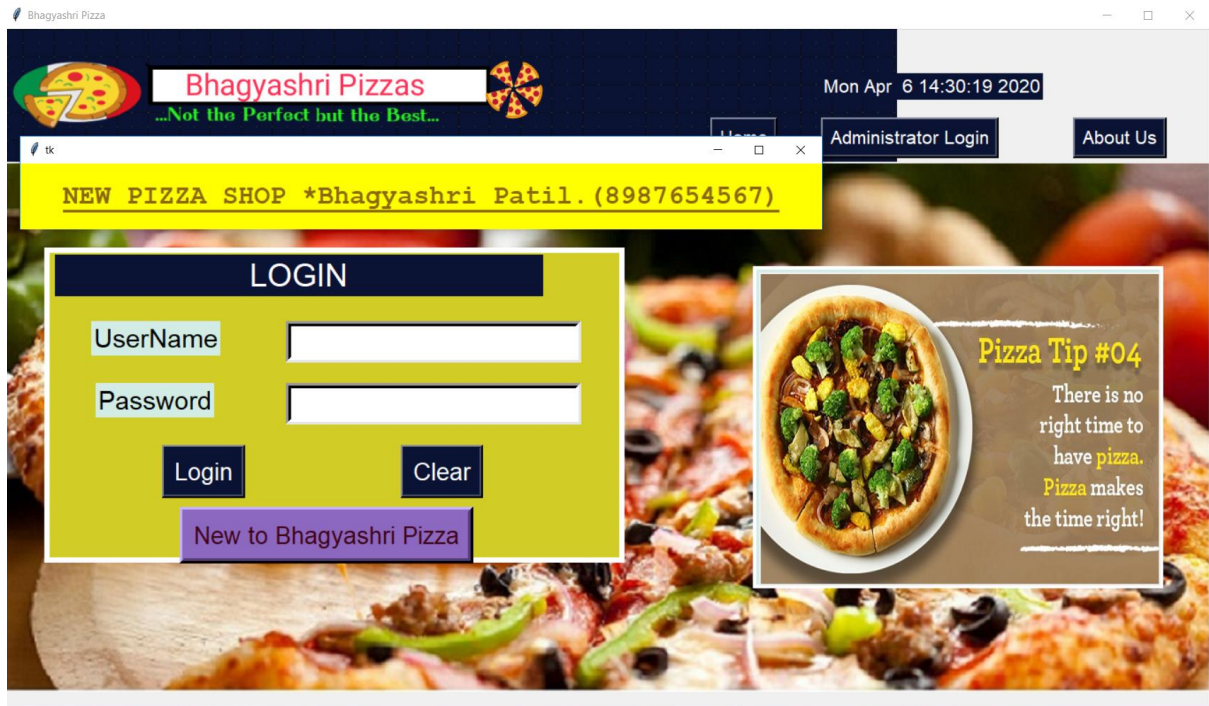 Bhagyashri Pizza
Bhagyashri Pizzas
...Not the Perfect but the Best...
Mon Apr  6 14:30:19 2020
Home
Administrator Login
About Us
tk
NEW PIZZA SHOP *Bhagyashri Patil.(8987654567)
LOGIN
UserName
Password
Login
Clear
New to Bhagyashri Pizza
Pizza Tip #04
There is no
right time to
have pizza.
Pizza makes
the time right!